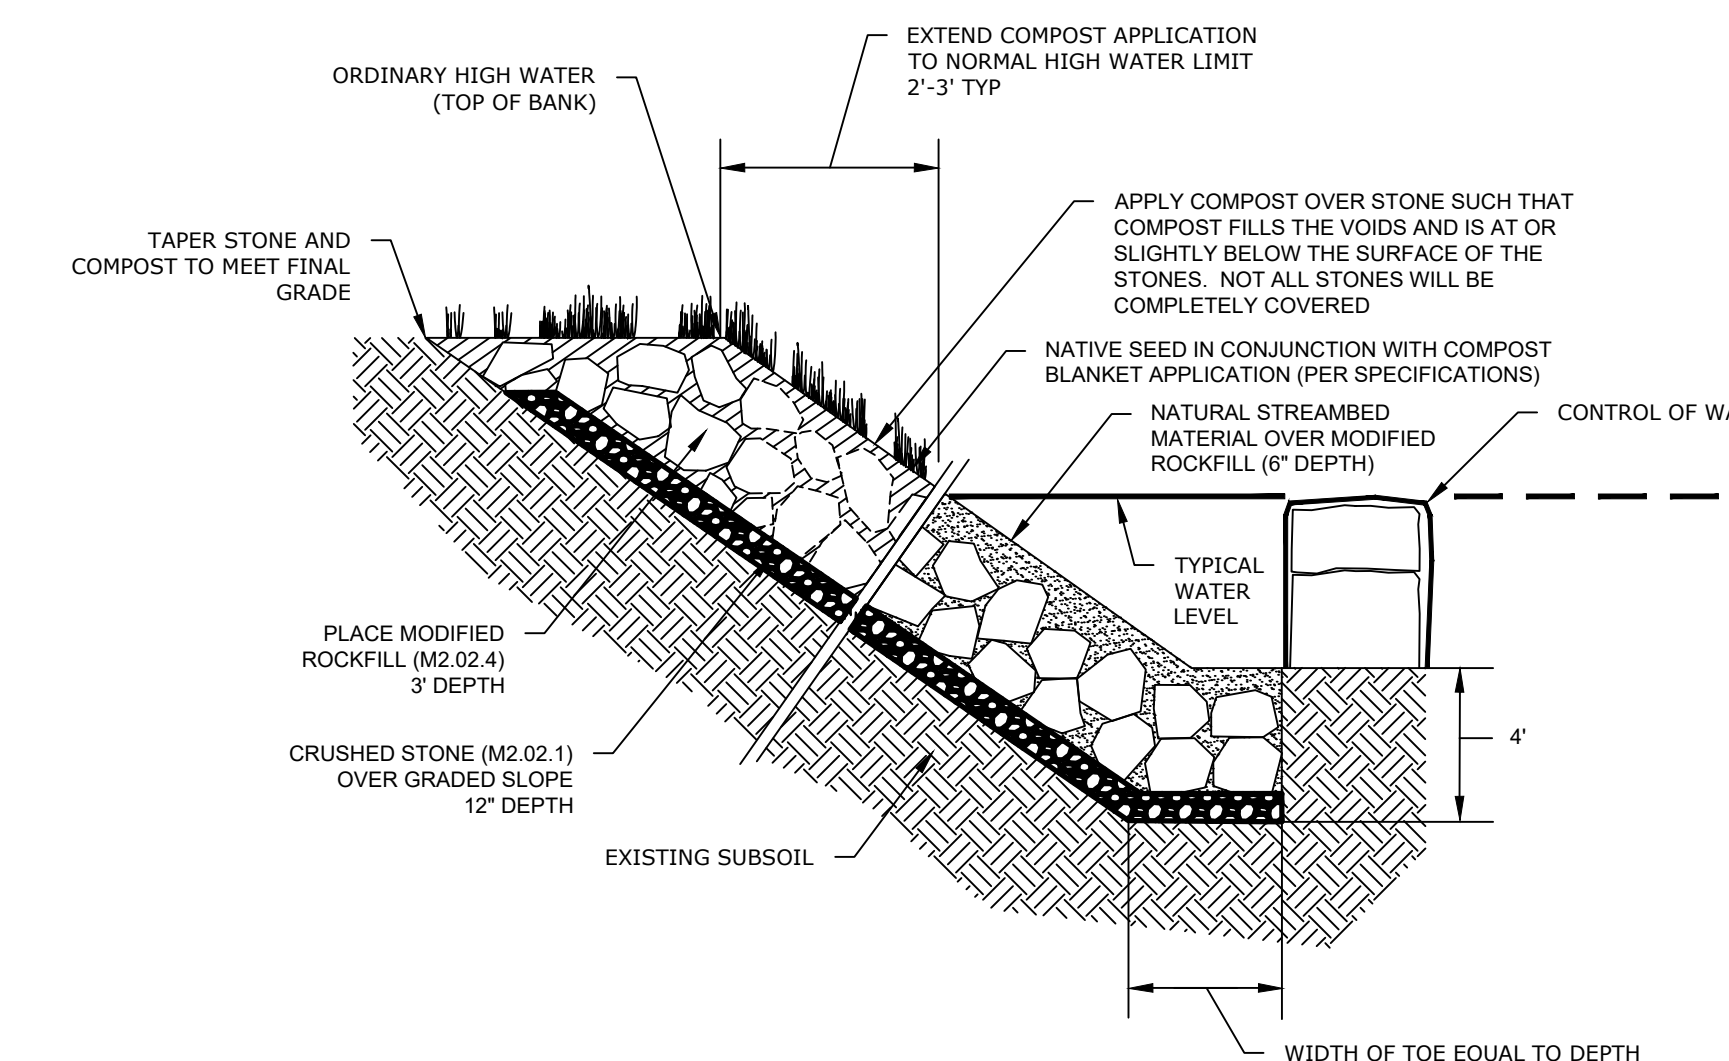 EXTEND COMPOST APPLICATION
TO NORMAL HIGH WATER LIMIT
2'-3' TYP
ORDINARY HIGH WATER
(TOP OF BANK)
APPLY COMPOST OVER STONE SUCH THAT
COMPOST FILLS THE VOIDS AND IS AT OR
SLIGHTLY BELOW THE SURFACE OF THE
STONES. NOT ALL STONES WILL BE
COMPLETELY COVERED
TAPER STONE AND
COMPOST TO MEET FINAL
GRADE
NATIVE SEED IN CONJUNCTION WITH COMPOST
BLANKET APPLICATION (PER SPECIFICATIONS)
NATURAL STREAMBED
MATERIAL OVER MODIFIED
ROCKFILL (6" DEPTH)
CONTROL OF
TYPICAL
WATER
LEVEL
PLACE MODIFIED
ROCKFILL (M2.02.4)
3' DEPTH
CRUSHED STONE (M2.02.1)
OVER GRADED SLOPE
12" DEPTH
4'
EXISTING SUBSOIL
WIDTH OF TOE EQUAL TO DEPTH